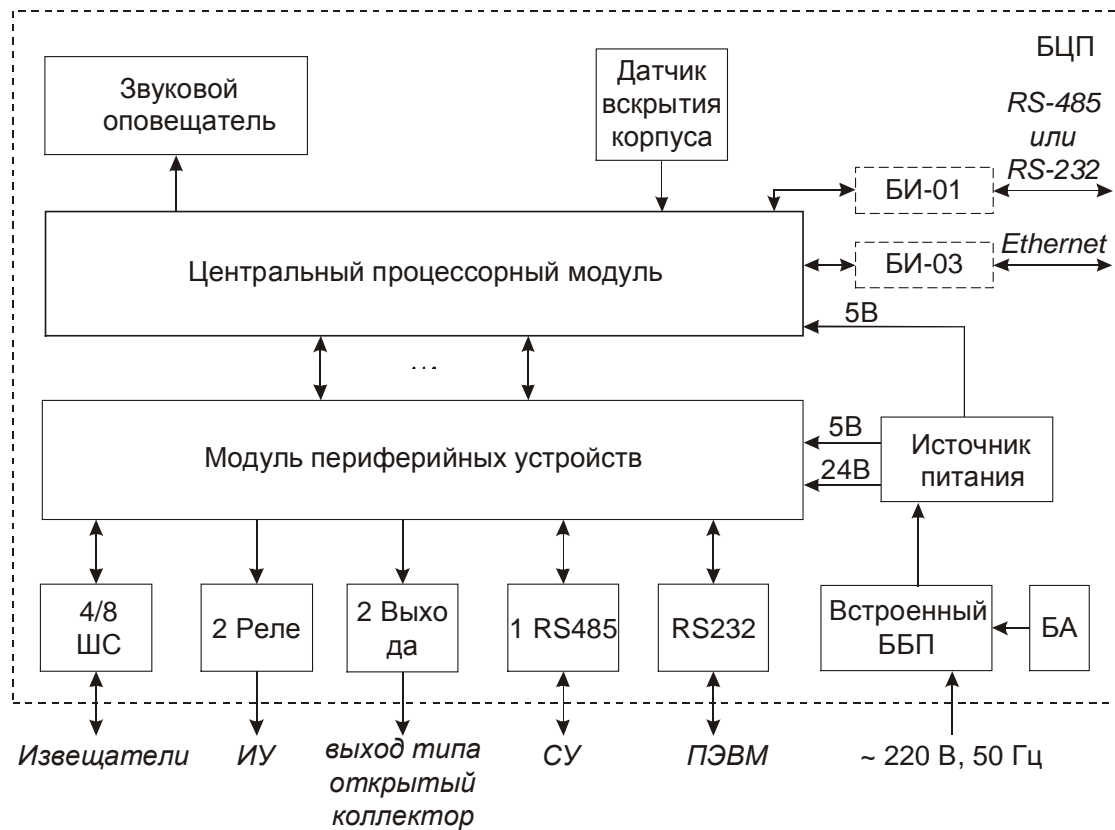 БЦП
Звуковой
оповещатель
Датчик
вскрытия
корпуса
RS-485
или
RS-232
БИ-01
Ethernet
БИ-03
Центральный процессорный модуль
5В
...
Модуль периферийных устройств
5В
24В
Источник
питания
4/8
ШС
2 Реле
2 Выхо
да
1 RS485
RS232
Встроенный
ББП
БА
Извещатели
ИУ
выход типа
открытый
коллектор
СУ
ПЭВМ
~ 220 В, 50 Гц